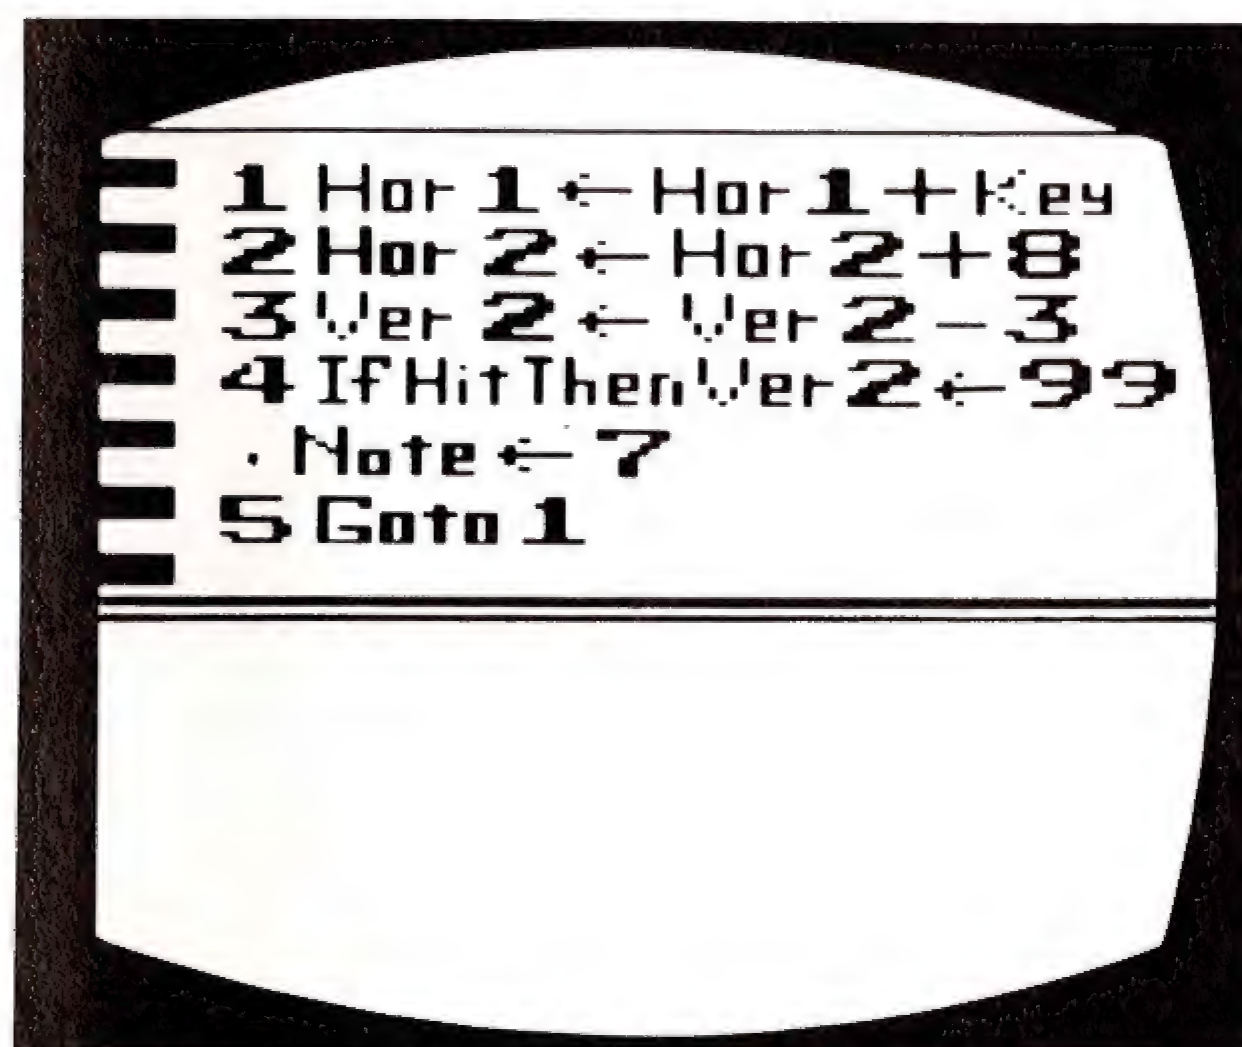 1 Hor 1 ← Hor 1 + Key
2 Hor 2 ← Hor 2 + 8
3 Ver 2 ← Ver 2 - 3
4 If Hit Then Ver 2 ← 99
. Note ← 7
5 Goto 1